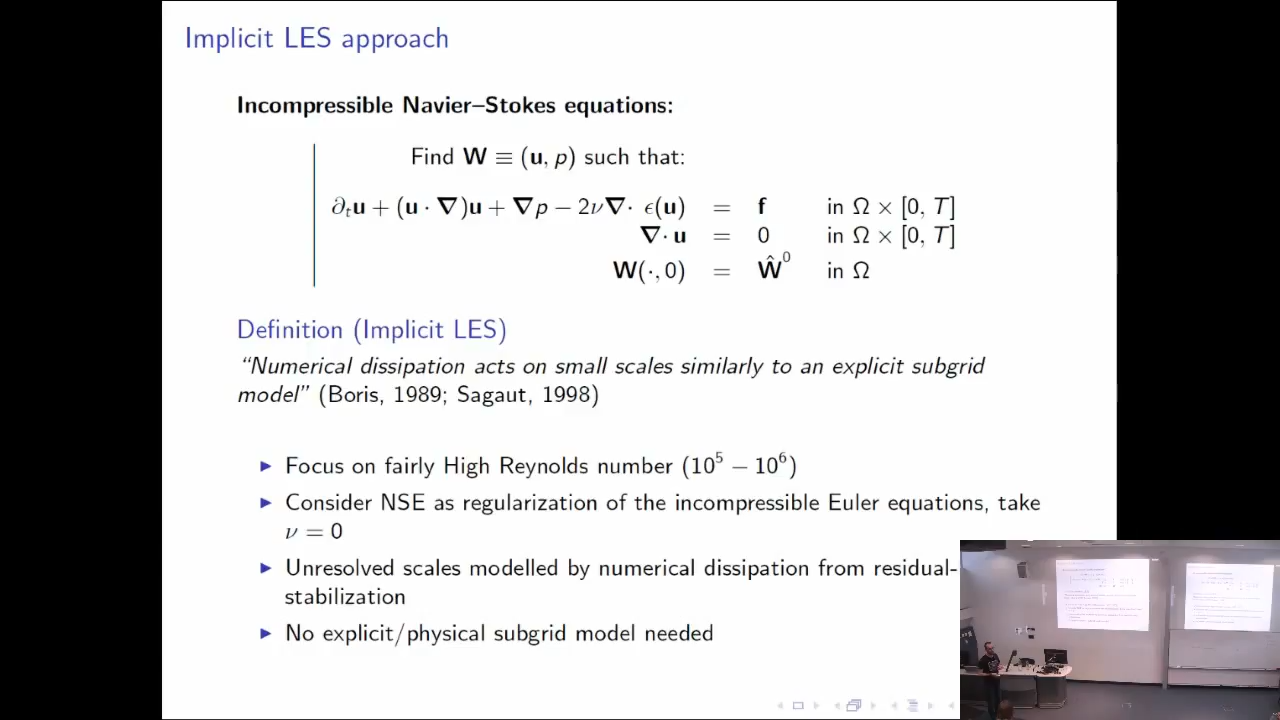 Implicit LES approach
Incompressible Navier–Stokes equations:
Find W ≡ (u, p) such that:
∂ₜu + (u · ∇)u + ∇p − 2ν∇· ϵ(u) = f in Ω × [0, T]
∇· u = 0 in Ω × [0, T]
W(·, 0) = Ŵ⁰ in Ω
Definition (Implicit LES)
“Numerical dissipation acts on small scales similarly to an explicit subgrid
model” (Boris, 1989; Sagaut, 1998)
▶ Focus on fairly High Reynolds number (10⁵ − 10⁶)
▶ Consider NSE as regularization of the incompressible Euler equations, take
ν = 0
▶ Unresolved scales modelled by numerical dissipation from residual-
stabilization
▶ No explicit/physical subgrid model needed